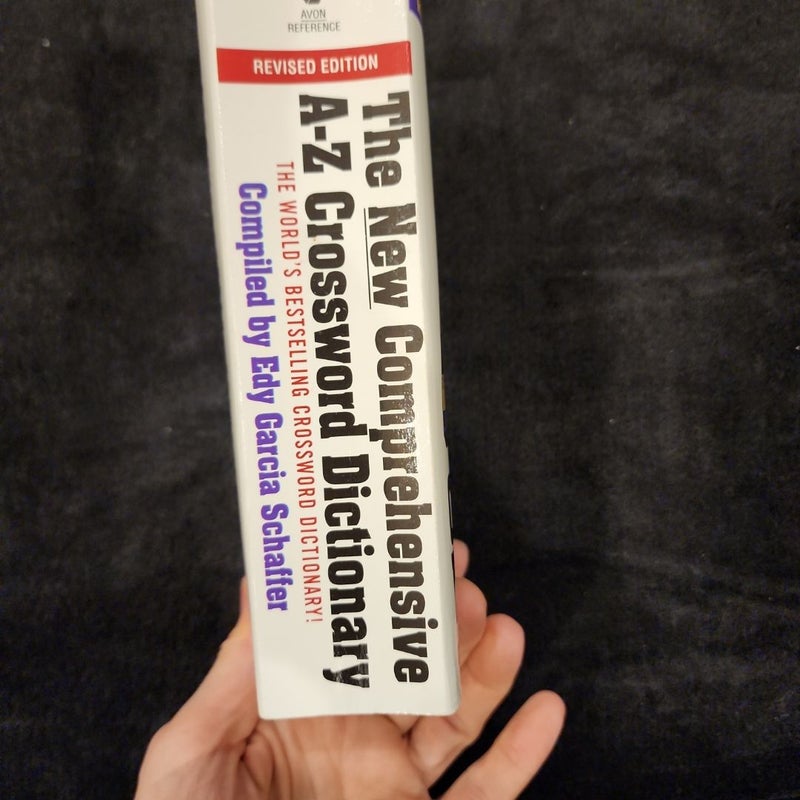 AVON
REFERENCE
REVISED EDITION
The New Comprehensive
A-Z Crossword Dictionary
THE WORLD'S BESTSELLING CROSSWORD DICTIONARY!
Compiled by Edy Garcia Schaffer